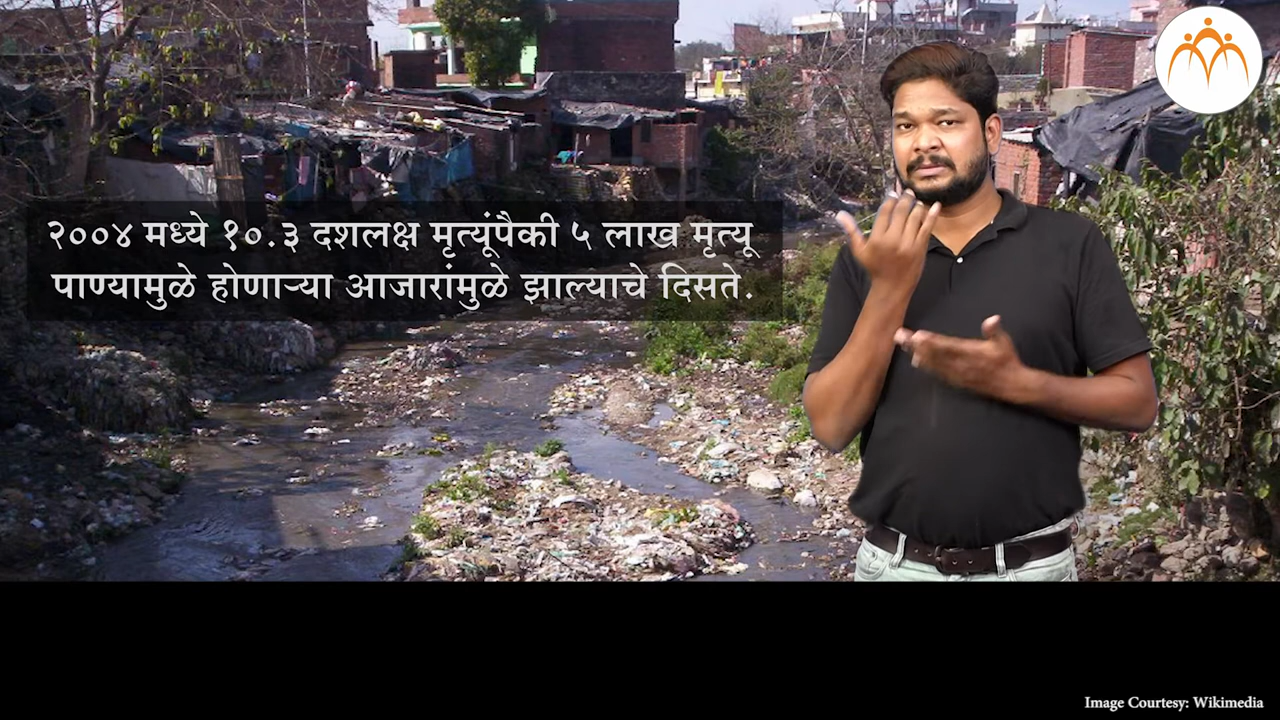 २००४ मध्ये १०.३ दशलक्ष मृत्यूंपैकी ५ लाख मृत्यू
पाण्यामुळे होणाऱ्या आजारांमुळे झाल्याचे दिसते.
Image Courtesy: Wikimedia